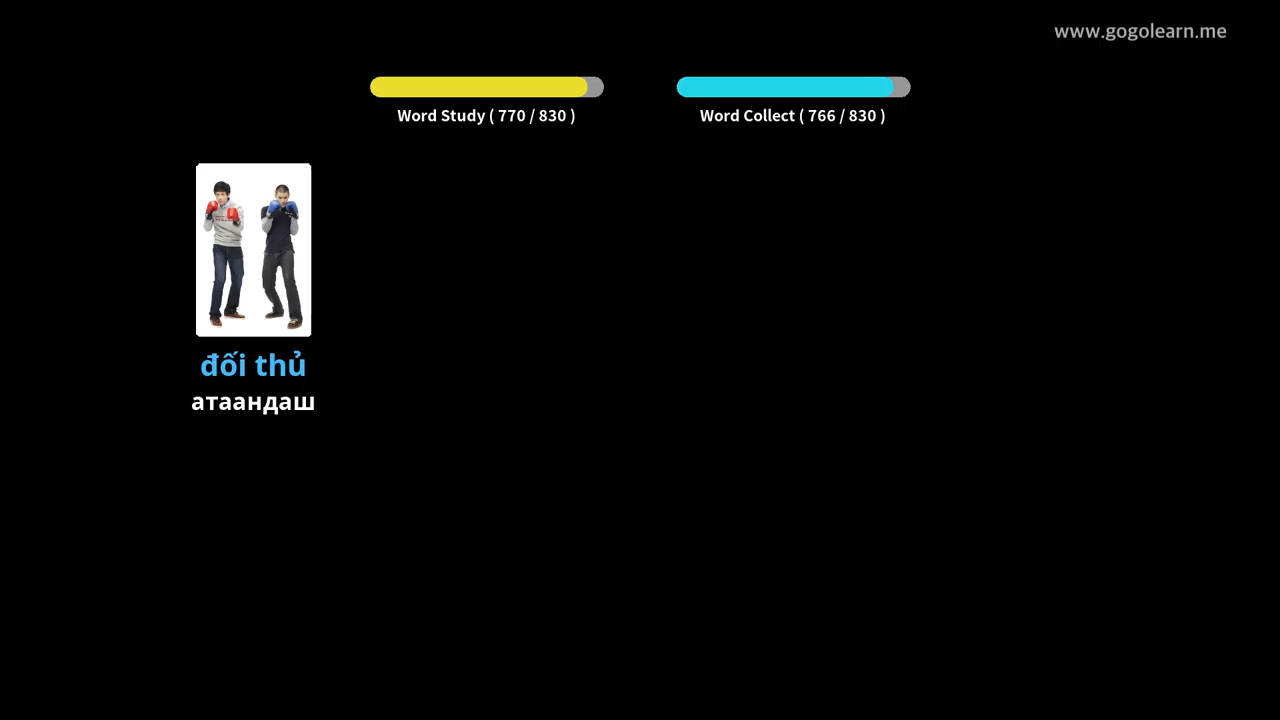 www.gogolearn.me
Word Study ( 770 / 830 )
Word Collect ( 766 / 830 )
đối thủ
атаандаш